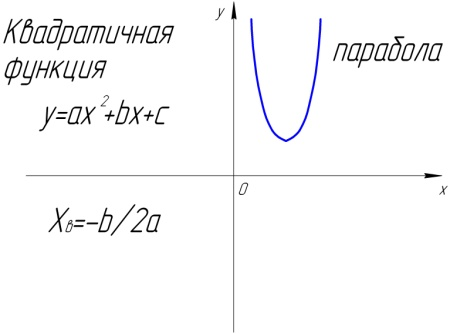 Квадратичная
функция
y=ax²+bx+c
парабола
y
0
x
Xв=-b/2a